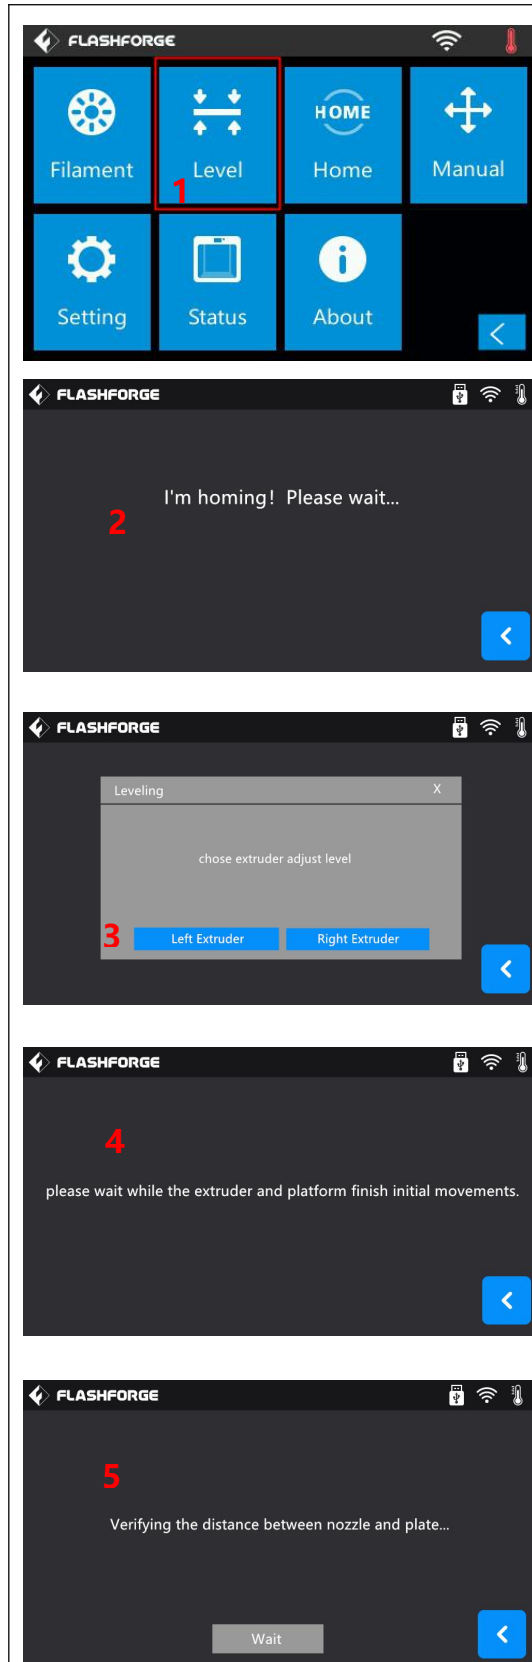 FLASHFORGE
Filament Level Home Manual
HOME
1
Setting Status About
FLASHFORGE
I'm homing! Please wait...
2
FLASHFORGE
Leveling X
chose extruder adjust level
3 Left Extruder Right Extruder
FLASHFORGE
4
please wait while the extruder and platform finish initial movements.
FLASHFORGE
5
Verifying the distance between nozzle and plate...
Wait